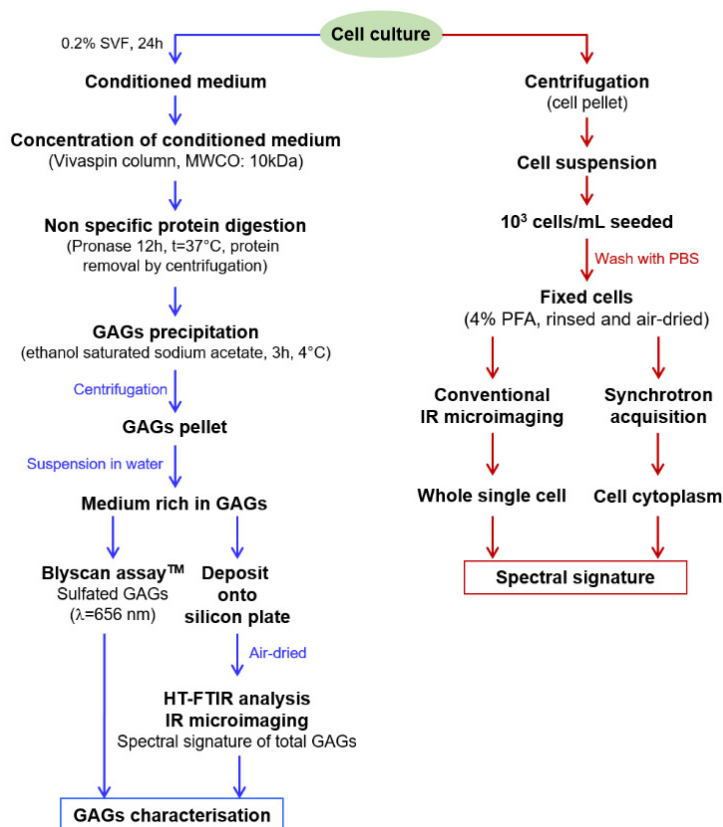 Cell culture
0.2% SVF, 24h
Conditioned medium
Concentration of conditioned medium
(Vivaspin column, MWCO: 10kDa)
Non specific protein digestion
(Pronase 12h, t=37°C, protein
removal by centrifugation)
GAGs precipitation
(ethanol saturated sodium acetate, 3h, 4°C)
Centrifugation
GAGs pellet
Suspension in water
Medium rich in GAGs
Blyscan assay™
Sulfated GAGs
(λ=656 nm)
Deposit
onto
silicon plate
Air-dried
HT-FTIR analysis
IR microimaging
Spectral signature of total GAGs
GAGs characterisation
Centrifugation
(cell pellet)
Cell suspension
10³ cells/mL seeded
Wash with PBS
Fixed cells
(4% PFA, rinsed and air-dried)
Conventional
IR microimaging
Synchrotron
acquisition
Whole single cell
Cell cytoplasm
Spectral signature